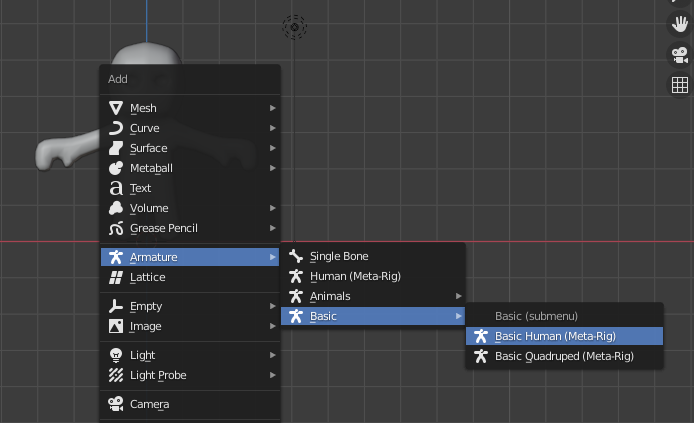 Add
Mesh
Curve
Surface
Metaball
Text
Volume
Grease Pencil
Armature
Lattice
Empty
Image
Light
Light Probe
Camera
Single Bone
Human (Meta-Rig)
Animals
Basic
Basic (submenu)
Basic Human (Meta-Rig)
Basic Quadruped (Meta-Rig)